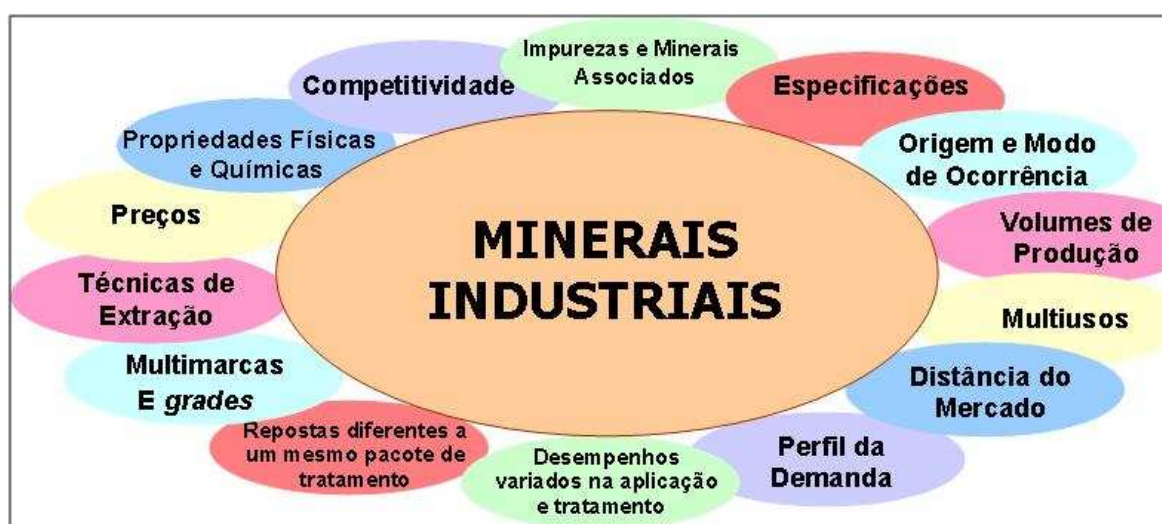 Impurezas e Minerais
Associados
Competitividade
Especificações
Propriedades Físicas
e Químicas
Origem e Modo
de Ocorrência
Preços
Volumes de
Produção
MINERAIS
INDUSTRIAIS
Técnicas de
Extração
Multiusos
Multimarcas
E grades
Distância do
Mercado
Repostas diferentes a
um mesmo pacote de
tratamento
Desempenhos
variados na aplicação
e tratamento
Perfil da
Demanda